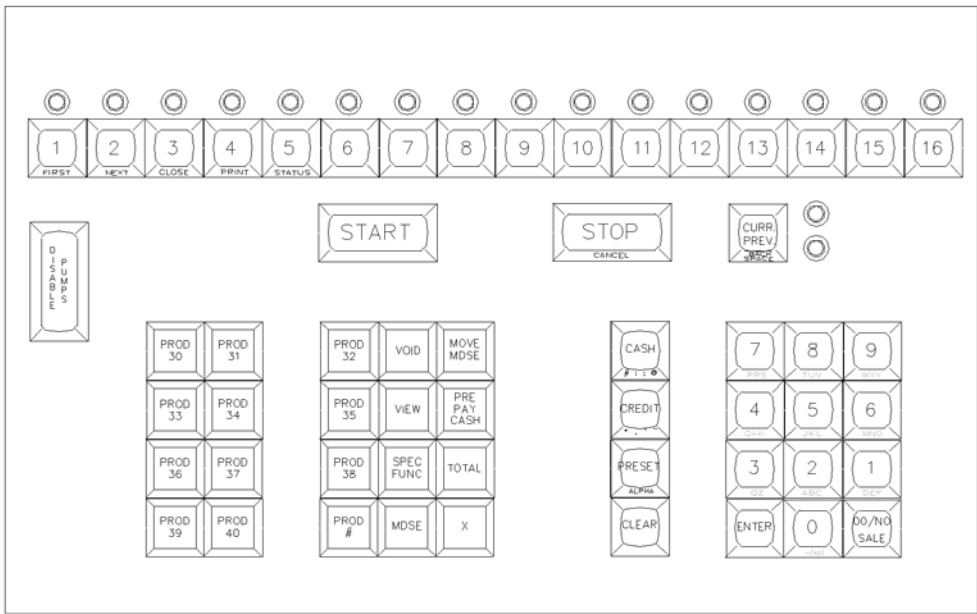 1 2 3 4 5 6 7 8 9 10 11 12 13 14 15 16
FIRST NEXT CLOSE PRINT STATUS
DISABLE
PUMPS
START
STOP
CANCEL
CURR.
PREV.
SPACE
PROD
30
PROD
31
PROD
32
VOID
MOVE
MDSE
CASH
# : ; @
7
PRS
8
TUV
9
WXY
PROD
33
PROD
34
PROD
35
VIEW
PRE
PAY
CASH
CREDIT
4
GHI
5
JKL
6
MNO
PROD
36
PROD
37
PROD
38
SPEC
FUNC
TOTAL
PRESET
ALPHA
3
QZ
2
ABC
1
DEF
PROD
39
PROD
40
PROD
#
MDSE
X
CLEAR
ENTER
0
00/NO
SALE